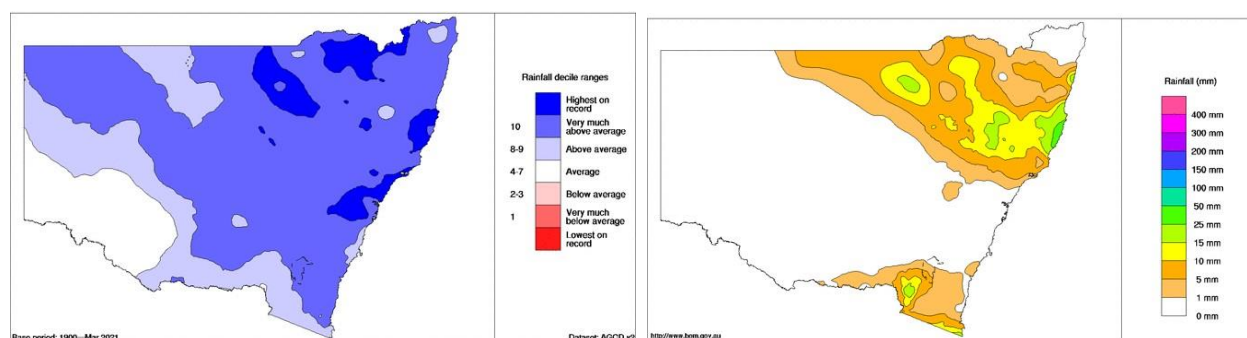 Rainfall decile ranges
Highest on
record
10
Very much
above average
8-9
Above average
4-7
Average
2-3
Below average
1
Very much
below average
Lowest on
record
Base period: 1900—Mar 2021
Dataset: AGCD v2
Rainfall (mm)
400 mm
300 mm
200 mm
150 mm
100 mm
50 mm
25 mm
15 mm
10 mm
5 mm
1 mm
0 mm
http://www.bom.gov.au